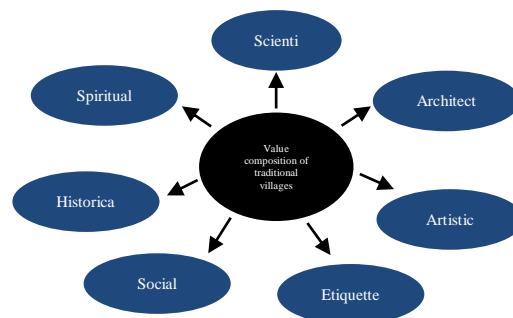 Scienti
Spiritual
Architect
Value
composition of
traditional
villages
Historica
Artistic
Social
Etiquette